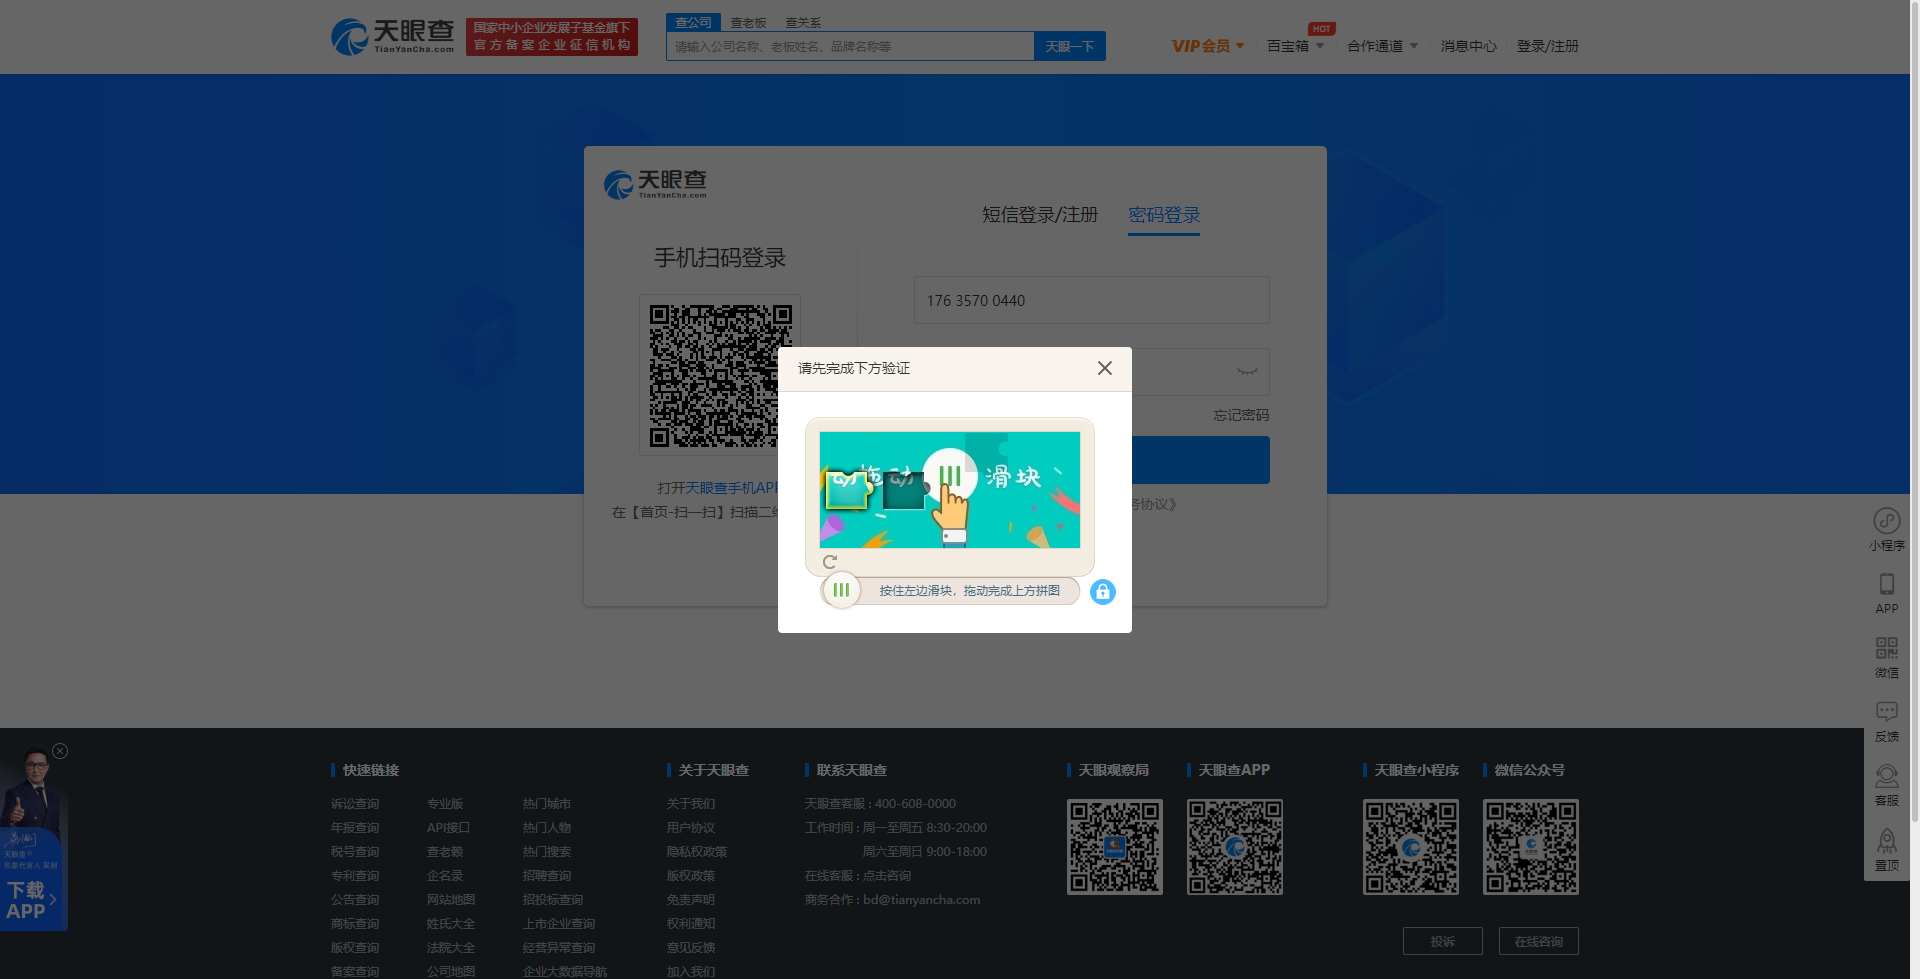 天眼查
TianYanCha.com
国家中小企业发展子基金旗下
官方备案企业征信机构
查公司 查老板 查关系
请输入公司名称、老板姓名、品牌名称等
天眼一下
VIP会员
百宝箱
HOT
合作通道
消息中心
登录/注册
天眼查
TianYanCha.com
短信登录/注册 密码登录
手机扫码登录
176 3570 0440
请先完成下方验证
忘记密码
拖动 滑块
动
打开天眼查手机APP
在【首页-扫一扫】扫描二
务协议》
按住左边滑块，拖动完成上方拼图
小程序
APP
微信
反馈
客服
置顶
天眼查
下载
APP
快速链接
诉讼查询 专业版 热门城市
年报查询 API接口 热门人物
税号查询 查老赖 热门搜索
专利查询 企名录 招聘查询
公告查询 网站地图 招投标查询
商标查询 姓氏大全 上市企业查询
版权查询 法院大全 经营异常查询
备案查询 公司地图 企业大数据导航
关于天眼查
关于我们
用户协议
隐私权政策
版权政策
免责声明
权利通知
意见反馈
加入我们
联系天眼查
天眼查客服 : 400-608-0000
工作时间 : 周一至周五 8:30-20:00
周六至周日 9:00-18:00
在线客服 : 点击咨询
商务合作 : bd@tianyancha.com
天眼观察局
天眼查APP
天眼查小程序
微信公众号
投诉
在线咨询